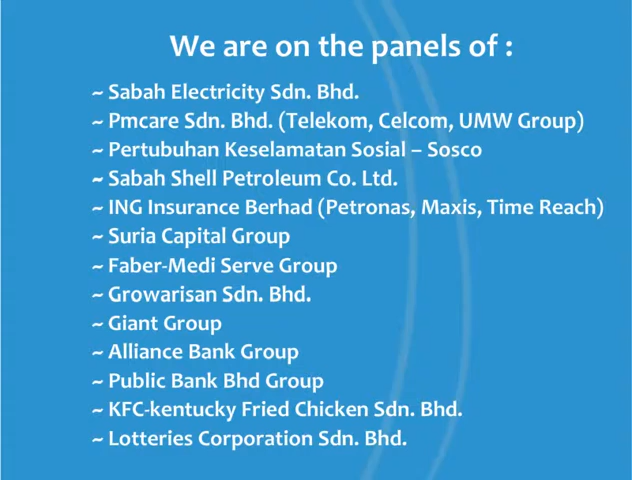 We are on the panels of :
~ Sabah Electricity Sdn. Bhd.
~ Pmcare Sdn. Bhd. (Telekom, Celcom, UMW Group)
~ Pertubuhan Keselamatan Sosial – Sosco
~ Sabah Shell Petroleum Co. Ltd.
~ ING Insurance Berhad (Petronas, Maxis, Time Reach)
~ Suria Capital Group
~ Faber-Medi Serve Group
~ Growarisan Sdn. Bhd.
~ Giant Group
~ Alliance Bank Group
~ Public Bank Bhd Group
~ KFC-kentucky Fried Chicken Sdn. Bhd.
~ Lotteries Corporation Sdn. Bhd.